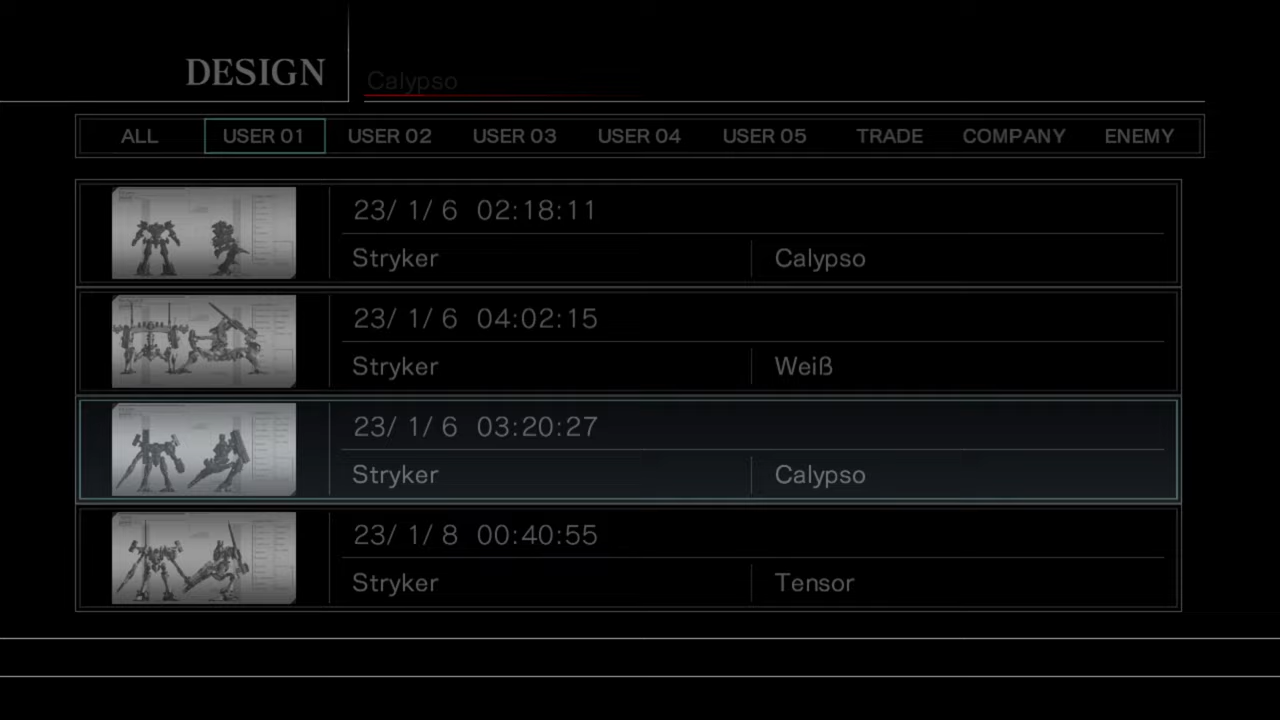 DESIGN
Calypso
ALL USER 01 USER 02 USER 03 USER 04 USER 05 TRADE COMPANY ENEMY
23/ 1/ 6 02:18:11
Stryker Calypso
23/ 1/ 6 04:02:15
Stryker Weiß
23/ 1/ 6 03:20:27
Stryker Calypso
23/ 1/ 8 00:40:55
Stryker Tensor